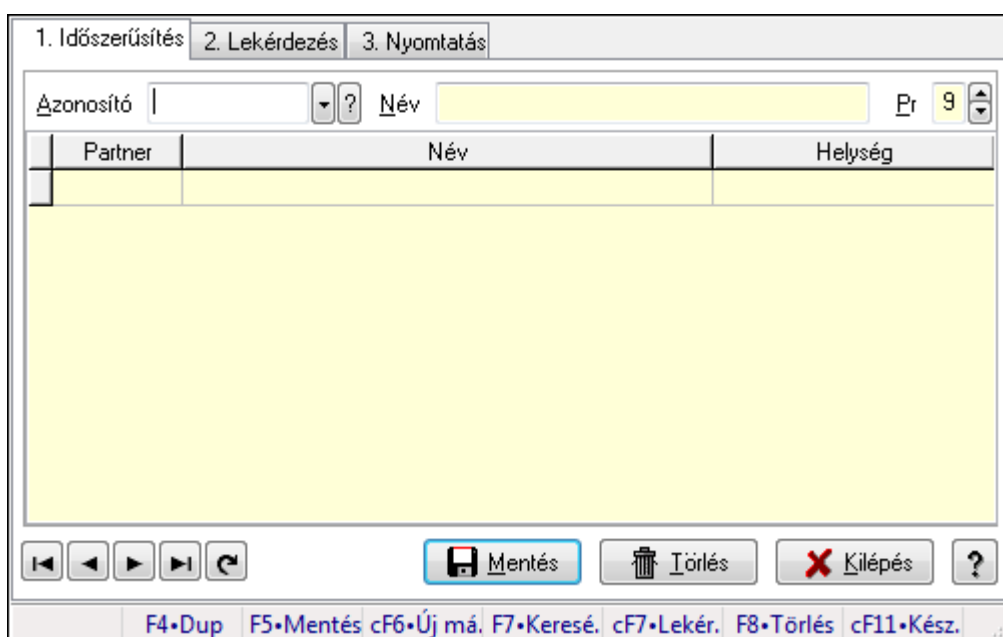 1. Időszerűsítés 2. Lekérdezés 3. Nyomtatás
Azonosító ? Név Pr 9
Partner Név Helység
Mentés Törlés Kilépés ?
F4•Dup F5•Mentés cF6•Új má. F7•Keresé. cF7•Lekér. F8•Törlés cF11•Kész.